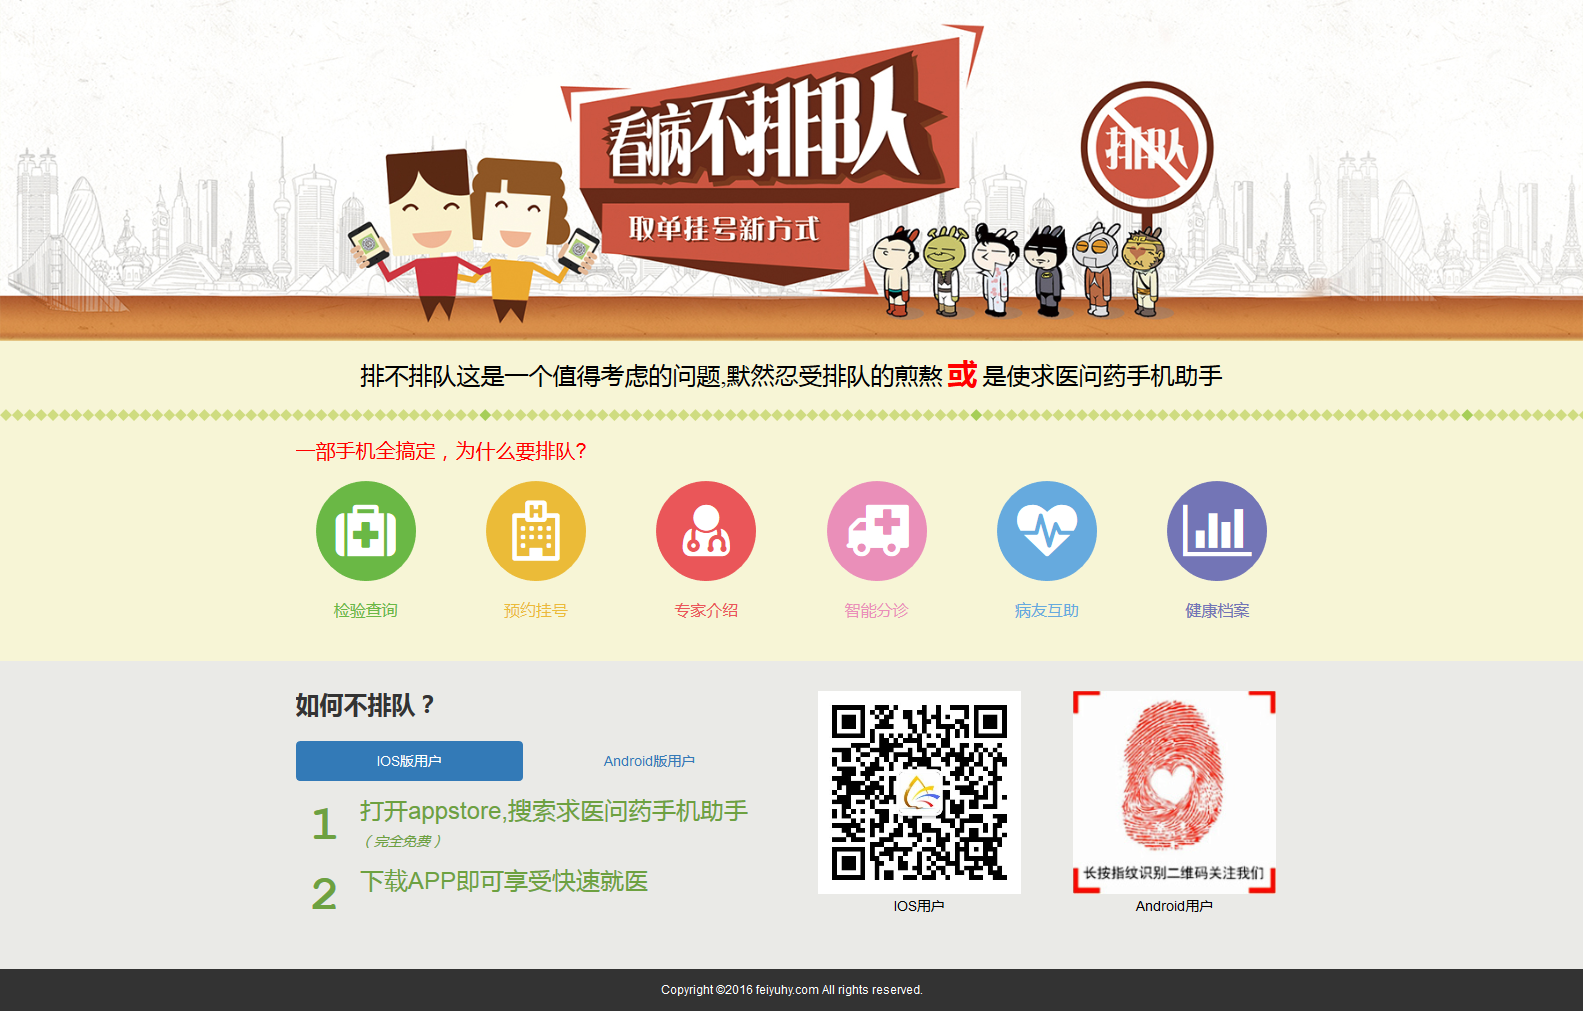 看病不排队
取单挂号新方式
排队
排不排队这是一个值得考虑的问题,默然忍受排队的煎熬 或 是使求医问药手机助手
一部手机全搞定，为什么要排队?
H
检验查询 预约挂号 专家介绍 智能分诊 病友互助 健康档案
如何不排队？
IOS版用户 Android版用户
1 打开appstore,搜索求医问药手机助手
（完全免费）
2 下载APP即可享受快速就医
长按指纹识别二维码关注我们
IOS用户 Android用户
Copyright ©2016 feiyuhy.com All rights reserved.